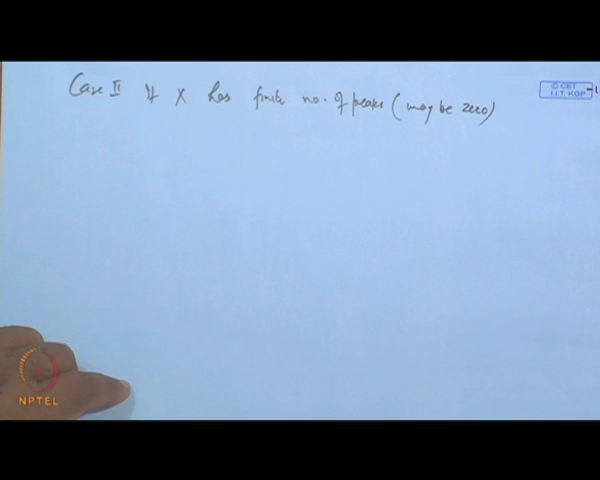 Case II If X has finite no. of peaks (may be zero)
© CET
I.I.T. KGP
NPTEL